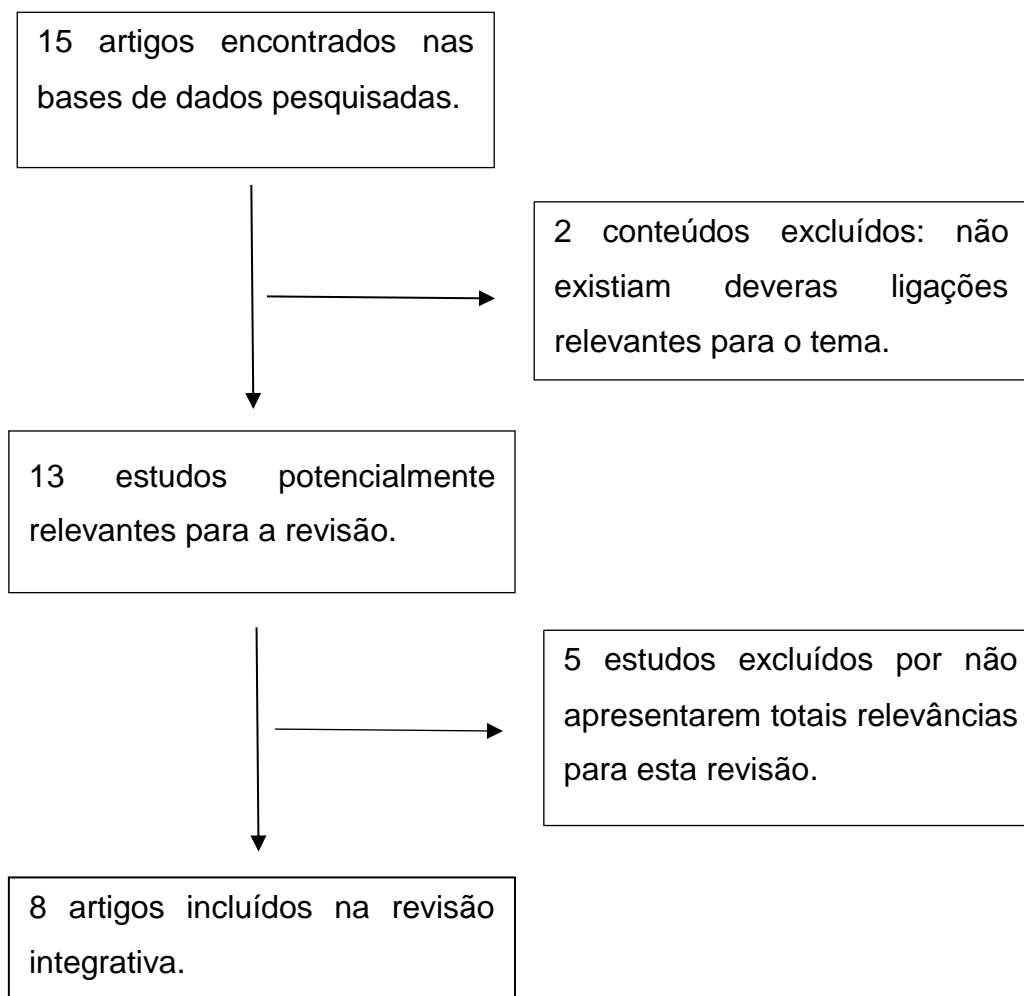 15 artigos encontrados nas
bases de dados pesquisadas.
2 conteúdos excluídos: não
existiam deveras ligações
relevantes para o tema.
13 estudos potencialmente
relevantes para a revisão.
5 estudos excluídos por não
apresentarem totais relevâncias
para esta revisão.
8 artigos incluídos na revisão
integrativa.